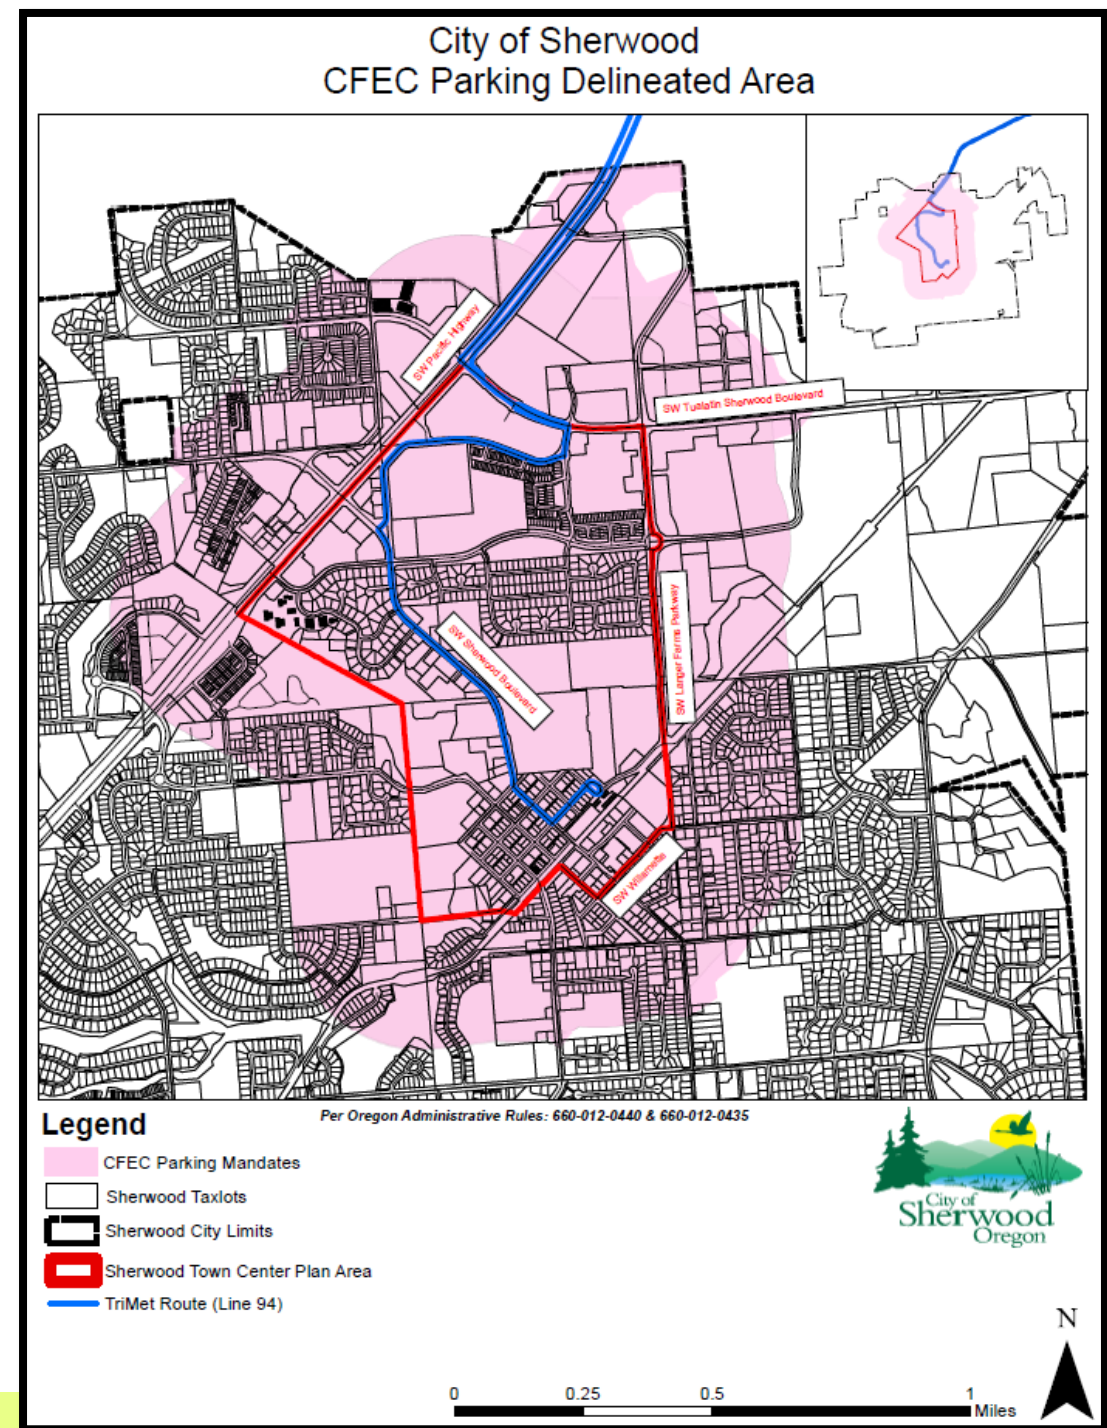 City of Sherwood
CFEC Parking Delineated Area
SW Pacific Highway
SW Tualatin Sherwood Boulevard
SW Langer Farms Parkway
SW Sherwood Boulevard
SW Willamette
Per Oregon Administrative Rules: 660-012-0440 & 660-012-0435
Legend
CFEC Parking Mandates
Sherwood Taxlots
Sherwood City Limits
Sherwood Town Center Plan Area
TriMet Route (Line 94)
City of
Sherwood
Oregon
N
0 0.25 0.5 1
Miles